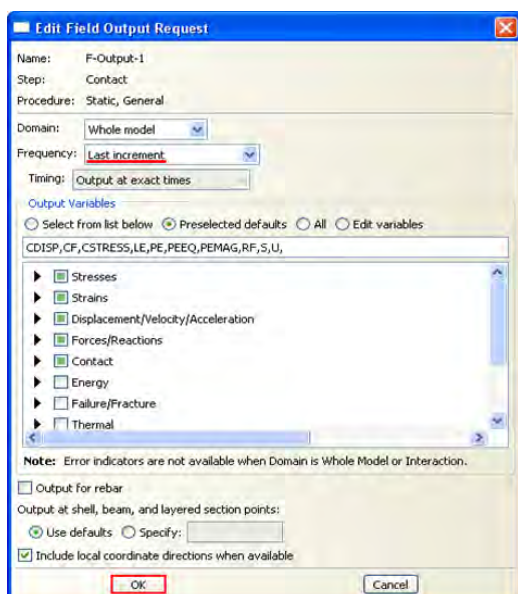 Edit Field Output Request
Name: F-Output-1
Step: Contact
Procedure: Static, General
Domain: Whole model
Frequency: Last increment
Timing: Output at exact times
Output Variables
Select from list below Preselected defaults All Edit variables
CDISP,CF,CSTRESS,LE,PE,PEEQ,PEMAG,RF,S,U,
Stresses
Strains
Displacement/Velocity/Acceleration
Forces/Reactions
Contact
Energy
Failure/Fracture
Thermal
Note: Error indicators are not available when Domain is Whole Model or Interaction.
Output for rebar
Output at shell, beam, and layered section points:
Use defaults Specify:
Include local coordinate directions when available
OK Cancel